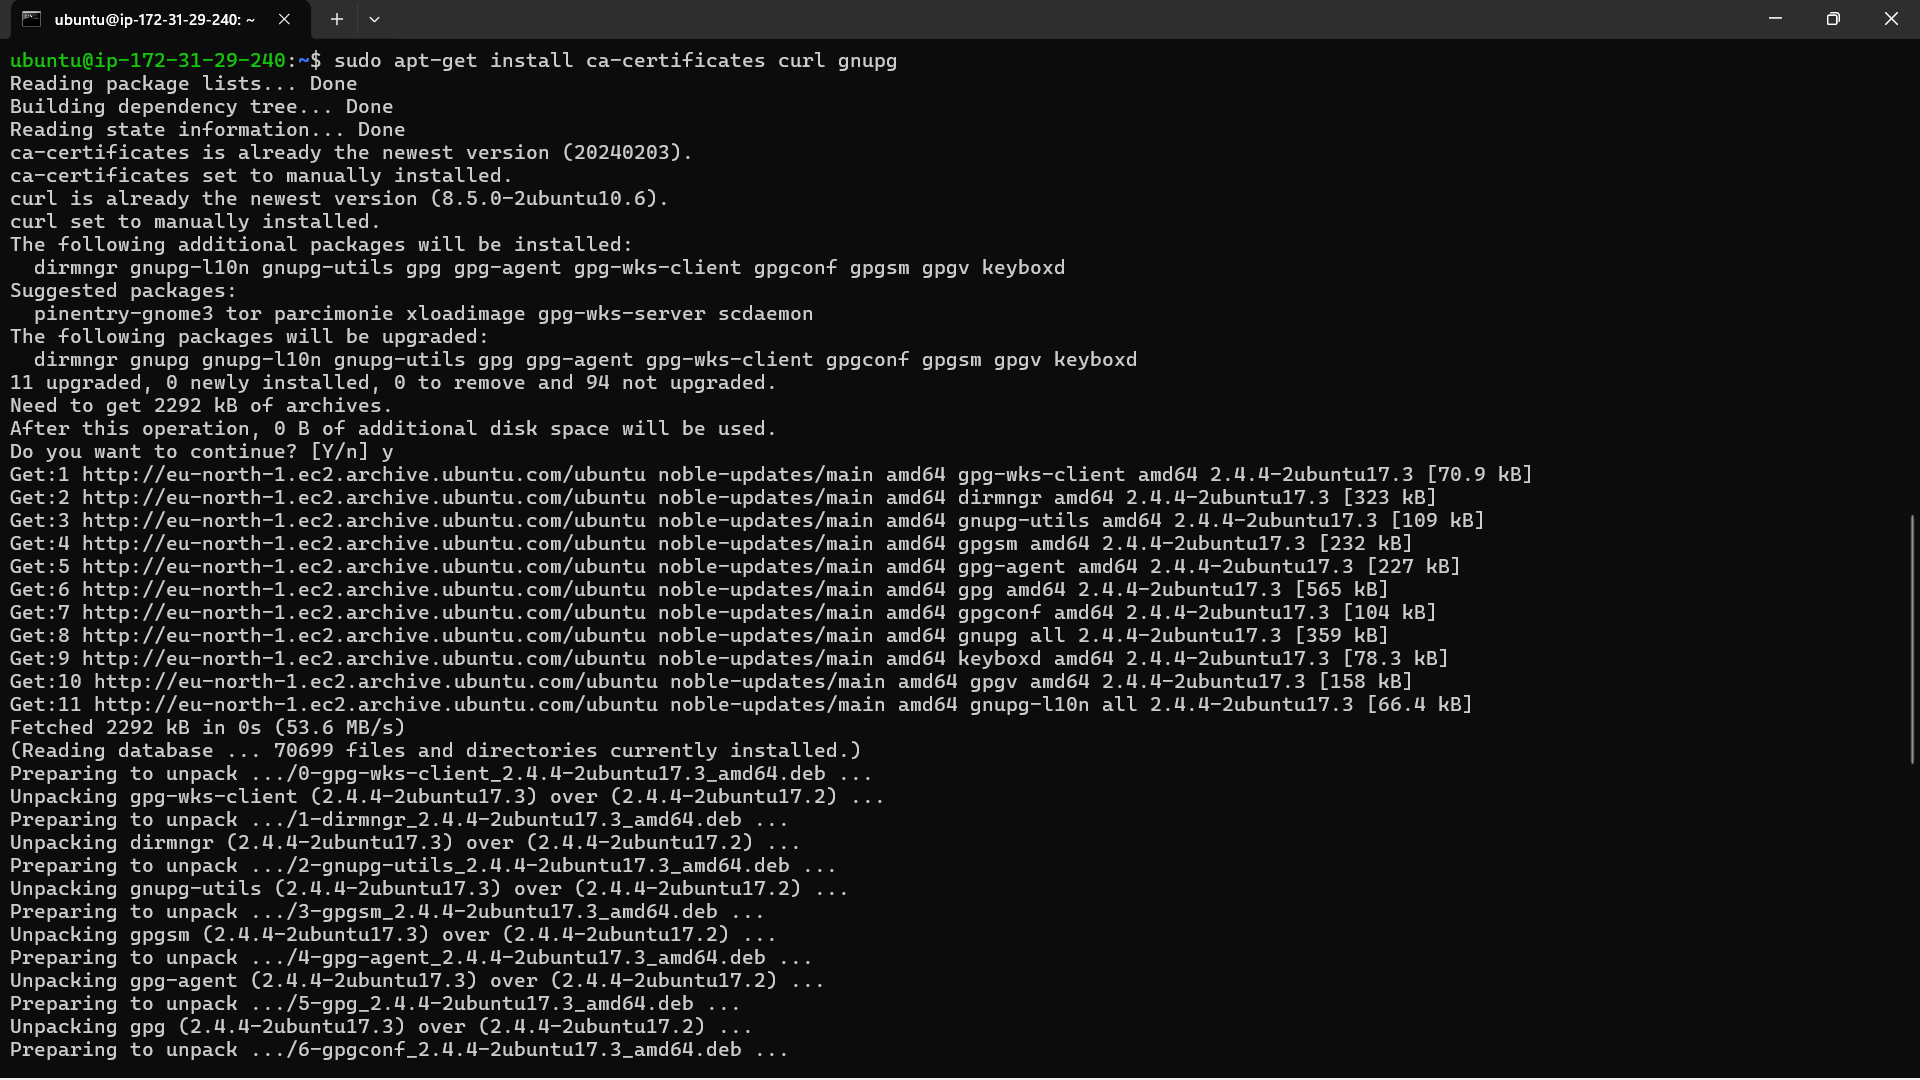 ubuntu@ip-172-31-29-240: ~
ubuntu@ip-172-31-29-240:~$ sudo apt-get install ca-certificates curl gnupg
Reading package lists... Done
Building dependency tree... Done
Reading state information... Done
ca-certificates is already the newest version (20240203).
ca-certificates set to manually installed.
curl is already the newest version (8.5.0-2ubuntu10.6).
curl set to manually installed.
The following additional packages will be installed:
  dirmngr gnupg-l10n gnupg-utils gpg gpg-agent gpg-wks-client gpgconf gpgsm gpgv keyboxd
Suggested packages:
  pinentry-gnome3 tor parcimonie xloadimage gpg-wks-server scdaemon
The following packages will be upgraded:
  dirmngr gnupg gnupg-l10n gnupg-utils gpg gpg-agent gpg-wks-client gpgconf gpgsm gpgv keyboxd
11 upgraded, 0 newly installed, 0 to remove and 94 not upgraded.
Need to get 2292 kB of archives.
After this operation, 0 B of additional disk space will be used.
Do you want to continue? [Y/n] y
Get:1 http://eu-north-1.ec2.archive.ubuntu.com/ubuntu noble-updates/main amd64 gpg-wks-client amd64 2.4.4-2ubuntu17.3 [70.9 kB]
Get:2 http://eu-north-1.ec2.archive.ubuntu.com/ubuntu noble-updates/main amd64 dirmngr amd64 2.4.4-2ubuntu17.3 [323 kB]
Get:3 http://eu-north-1.ec2.archive.ubuntu.com/ubuntu noble-updates/main amd64 gnupg-utils amd64 2.4.4-2ubuntu17.3 [109 kB]
Get:4 http://eu-north-1.ec2.archive.ubuntu.com/ubuntu noble-updates/main amd64 gpgsm amd64 2.4.4-2ubuntu17.3 [232 kB]
Get:5 http://eu-north-1.ec2.archive.ubuntu.com/ubuntu noble-updates/main amd64 gpg-agent amd64 2.4.4-2ubuntu17.3 [227 kB]
Get:6 http://eu-north-1.ec2.archive.ubuntu.com/ubuntu noble-updates/main amd64 gpg amd64 2.4.4-2ubuntu17.3 [565 kB]
Get:7 http://eu-north-1.ec2.archive.ubuntu.com/ubuntu noble-updates/main amd64 gpgconf amd64 2.4.4-2ubuntu17.3 [104 kB]
Get:8 http://eu-north-1.ec2.archive.ubuntu.com/ubuntu noble-updates/main amd64 gnupg all 2.4.4-2ubuntu17.3 [359 kB]
Get:9 http://eu-north-1.ec2.archive.ubuntu.com/ubuntu noble-updates/main amd64 keyboxd amd64 2.4.4-2ubuntu17.3 [78.3 kB]
Get:10 http://eu-north-1.ec2.archive.ubuntu.com/ubuntu noble-updates/main amd64 gpgv amd64 2.4.4-2ubuntu17.3 [158 kB]
Get:11 http://eu-north-1.ec2.archive.ubuntu.com/ubuntu noble-updates/main amd64 gnupg-l10n all 2.4.4-2ubuntu17.3 [66.4 kB]
Fetched 2292 kB in 0s (53.6 MB/s)
(Reading database ... 70699 files and directories currently installed.)
Preparing to unpack .../0-gpg-wks-client_2.4.4-2ubuntu17.3_amd64.deb ...
Unpacking gpg-wks-client (2.4.4-2ubuntu17.3) over (2.4.4-2ubuntu17.2) ...
Preparing to unpack .../1-dirmngr_2.4.4-2ubuntu17.3_amd64.deb ...
Unpacking dirmngr (2.4.4-2ubuntu17.3) over (2.4.4-2ubuntu17.2) ...
Preparing to unpack .../2-gnupg-utils_2.4.4-2ubuntu17.3_amd64.deb ...
Unpacking gnupg-utils (2.4.4-2ubuntu17.3) over (2.4.4-2ubuntu17.2) ...
Preparing to unpack .../3-gpgsm_2.4.4-2ubuntu17.3_amd64.deb ...
Unpacking gpgsm (2.4.4-2ubuntu17.3) over (2.4.4-2ubuntu17.2) ...
Preparing to unpack .../4-gpg-agent_2.4.4-2ubuntu17.3_amd64.deb ...
Unpacking gpg-agent (2.4.4-2ubuntu17.3) over (2.4.4-2ubuntu17.2) ...
Preparing to unpack .../5-gpg_2.4.4-2ubuntu17.3_amd64.deb ...
Unpacking gpg (2.4.4-2ubuntu17.3) over (2.4.4-2ubuntu17.2) ...
Preparing to unpack .../6-gpgconf_2.4.4-2ubuntu17.3_amd64.deb ...